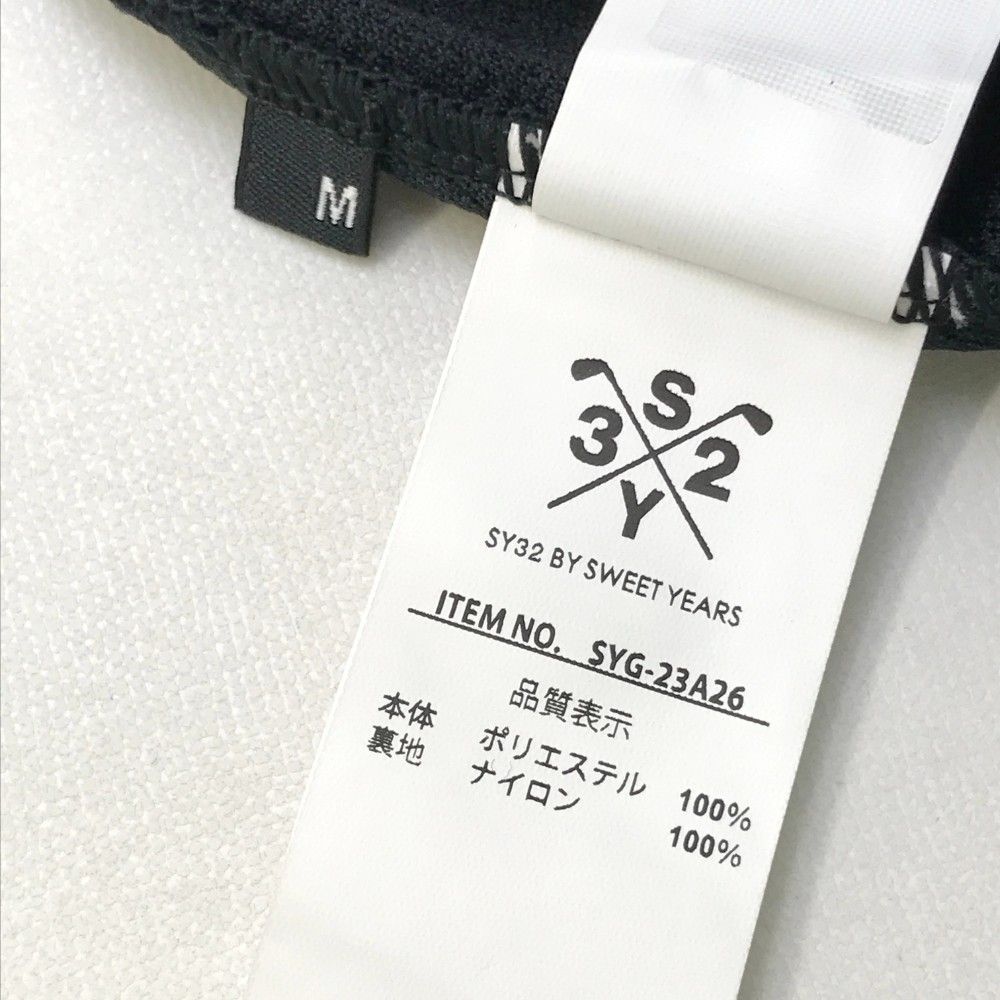 M
S
3 2
Y
SY32 BY SWEET YEARS
ITEM NO. SYG-23A26
品質表示
本体 ポリエステル 100%
裏地 ナイロン 100%